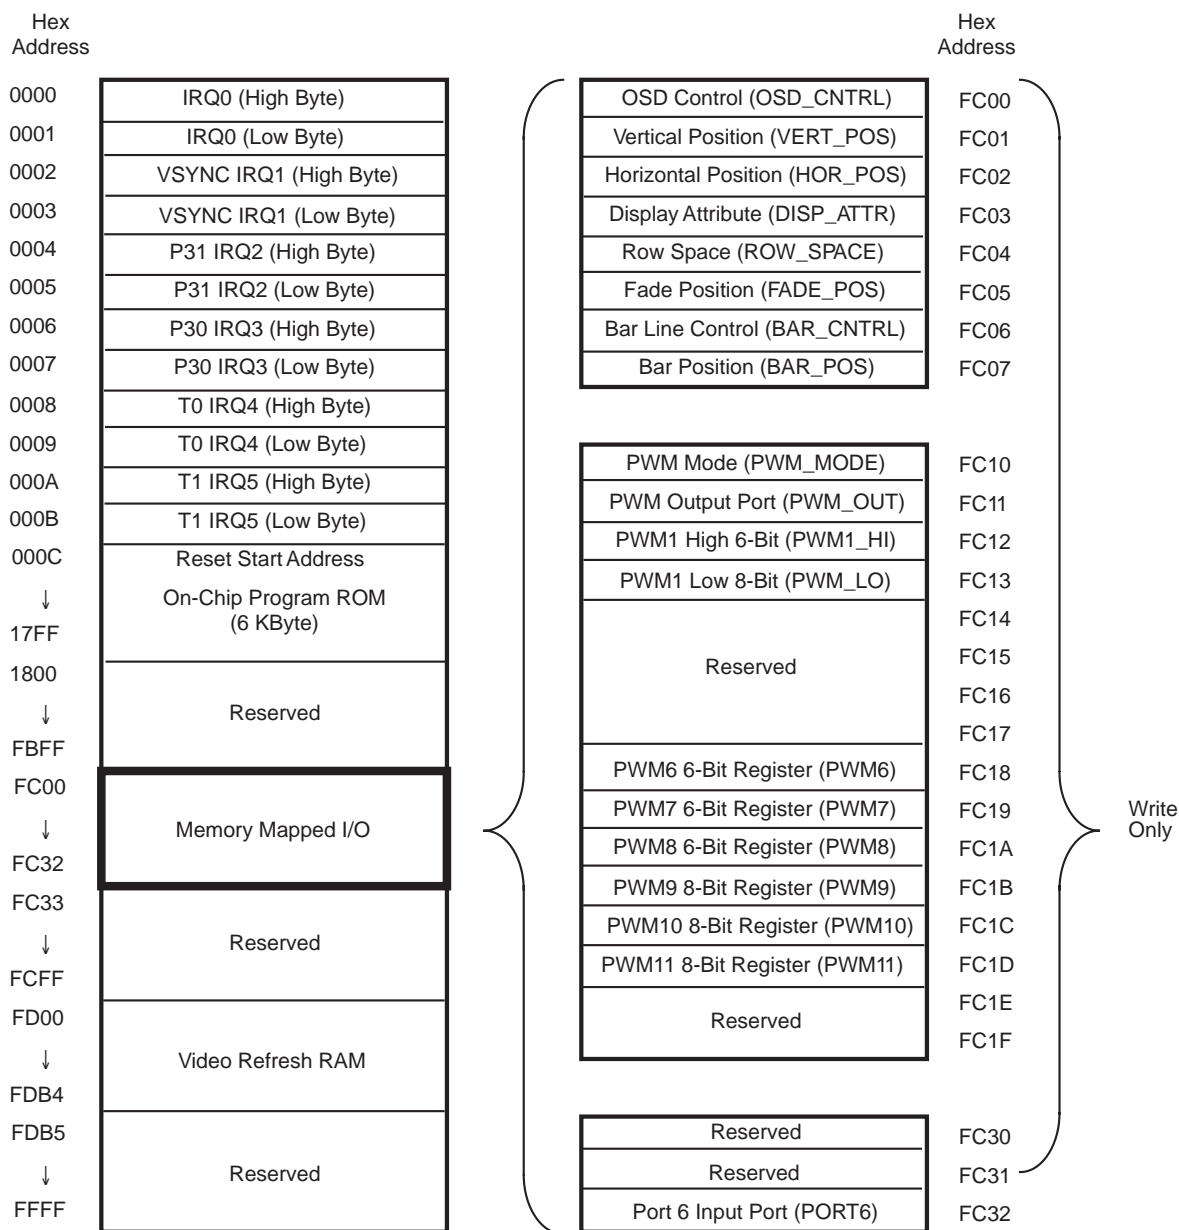 Hex
Address
0000 IRQ0 (High Byte)
0001 IRQ0 (Low Byte)
0002 VSYNC IRQ1 (High Byte)
0003 VSYNC IRQ1 (Low Byte)
0004 P31 IRQ2 (High Byte)
0005 P31 IRQ2 (Low Byte)
0006 P30 IRQ3 (High Byte)
0007 P30 IRQ3 (Low Byte)
0008 T0 IRQ4 (High Byte)
0009 T0 IRQ4 (Low Byte)
000A T1 IRQ5 (High Byte)
000B T1 IRQ5 (Low Byte)
000C Reset Start Address
↓ On-Chip Program ROM
(6 KByte)
17FF
1800
↓ Reserved
FBFF
FC00
↓ Memory Mapped I/O
FC32
FC33
↓ Reserved
FCFF
FD00
↓ Video Refresh RAM
FDB4
FDB5
↓ Reserved
FFFF
Hex
Address
OSD Control (OSD_CNTRL) FC00
Vertical Position (VERT_POS) FC01
Horizontal Position (HOR_POS) FC02
Display Attribute (DISP_ATTR) FC03
Row Space (ROW_SPACE) FC04
Fade Position (FADE_POS) FC05
Bar Line Control (BAR_CNTRL) FC06
Bar Position (BAR_POS) FC07
PWM Mode (PWM_MODE) FC10
PWM Output Port (PWM_OUT) FC11
PWM1 High 6-Bit (PWM1_HI) FC12
PWM1 Low 8-Bit (PWM_LO) FC13
FC14
Reserved FC15
FC16
FC17
PWM6 6-Bit Register (PWM6) FC18
PWM7 6-Bit Register (PWM7) FC19
PWM8 6-Bit Register (PWM8) FC1A
PWM9 8-Bit Register (PWM9) FC1B
PWM10 8-Bit Register (PWM10) FC1C
PWM11 8-Bit Register (PWM11) FC1D
Reserved FC1E
FC1F
Reserved FC30
Reserved FC31
Port 6 Input Port (PORT6) FC32
Write
Only